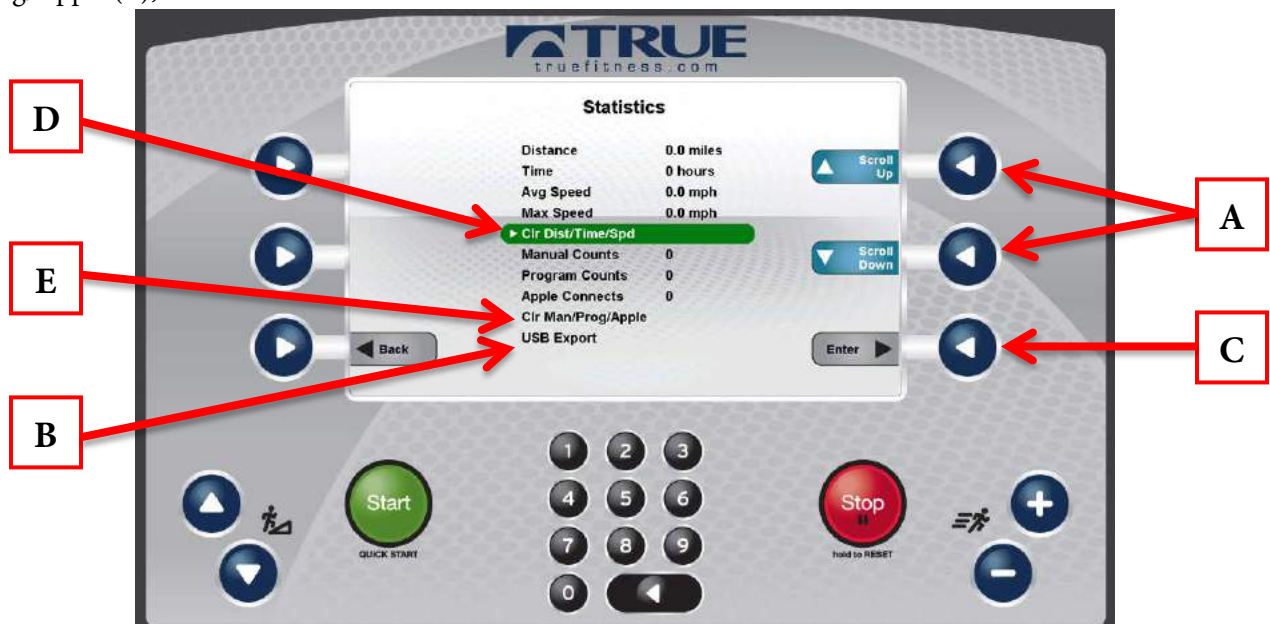 TRUE
truefitness.com
Statistics
Distance 0.0 miles
Time 0 hours
Avg Speed 0.0 mph
Max Speed 0.0 mph
Clr Dist/Time/Spd
Manual Counts 0
Program Counts 0
Apple Connects 0
Clr Man/Prog/Apple
USB Export
Scroll Up
Scroll Down
Back
Enter
D
E
B
A
C
Start
QUICK START
1 2 3
4 5 6
7 8 9
0
Stop
hold to RESET